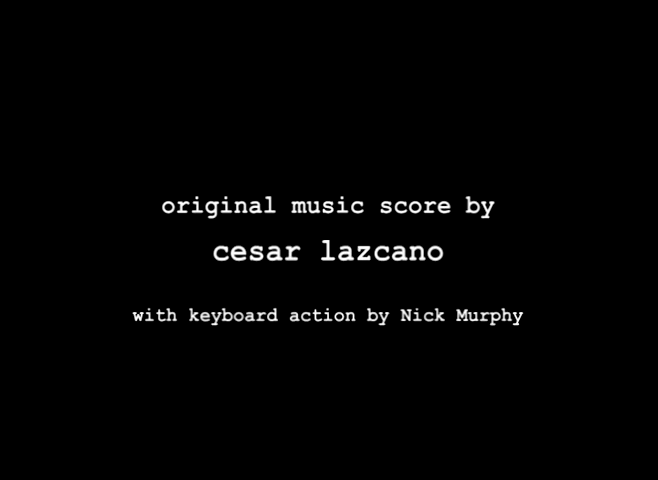 original music score by
cesar lazcano
with keyboard action by Nick Murphy